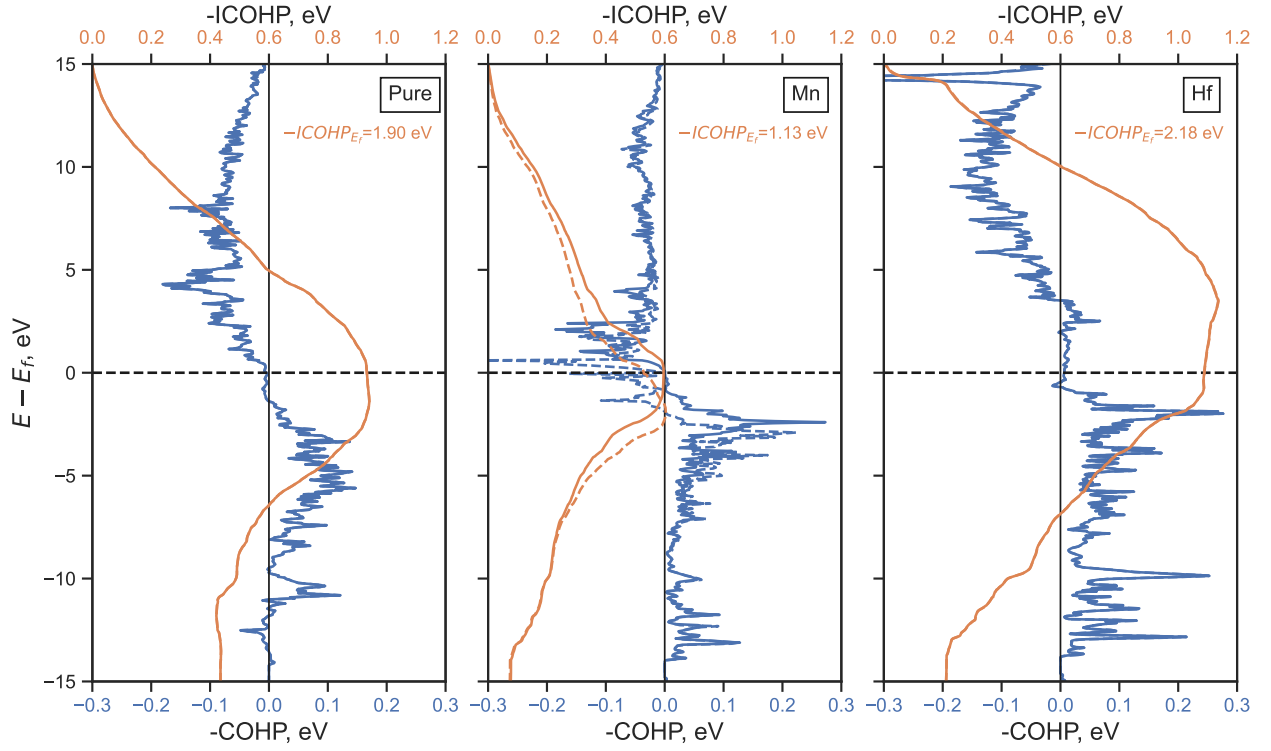 -ICOHP, eV -ICOHP, eV -ICOHP, eV
0.0 0.2 0.4 0.6 0.8 1.0 1.2 0.0 0.2 0.4 0.6 0.8 1.0 1.2 0.0 0.2 0.4 0.6 0.8 1.0 1.2
15
Pure Mn Hf
−ICOHP_{E_f}=1.90 eV −ICOHP_{E_f}=1.13 eV −ICOHP_{E_f}=2.18 eV
10
5
E − E_f, eV
0
−5
−10
−15
−0.3 −0.2 −0.1 0.0 0.1 0.2 0.3 −0.3 −0.2 −0.1 0.0 0.1 0.2 0.3 −0.3 −0.2 −0.1 0.0 0.1 0.2 0.3
-COHP, eV -COHP, eV -COHP, eV